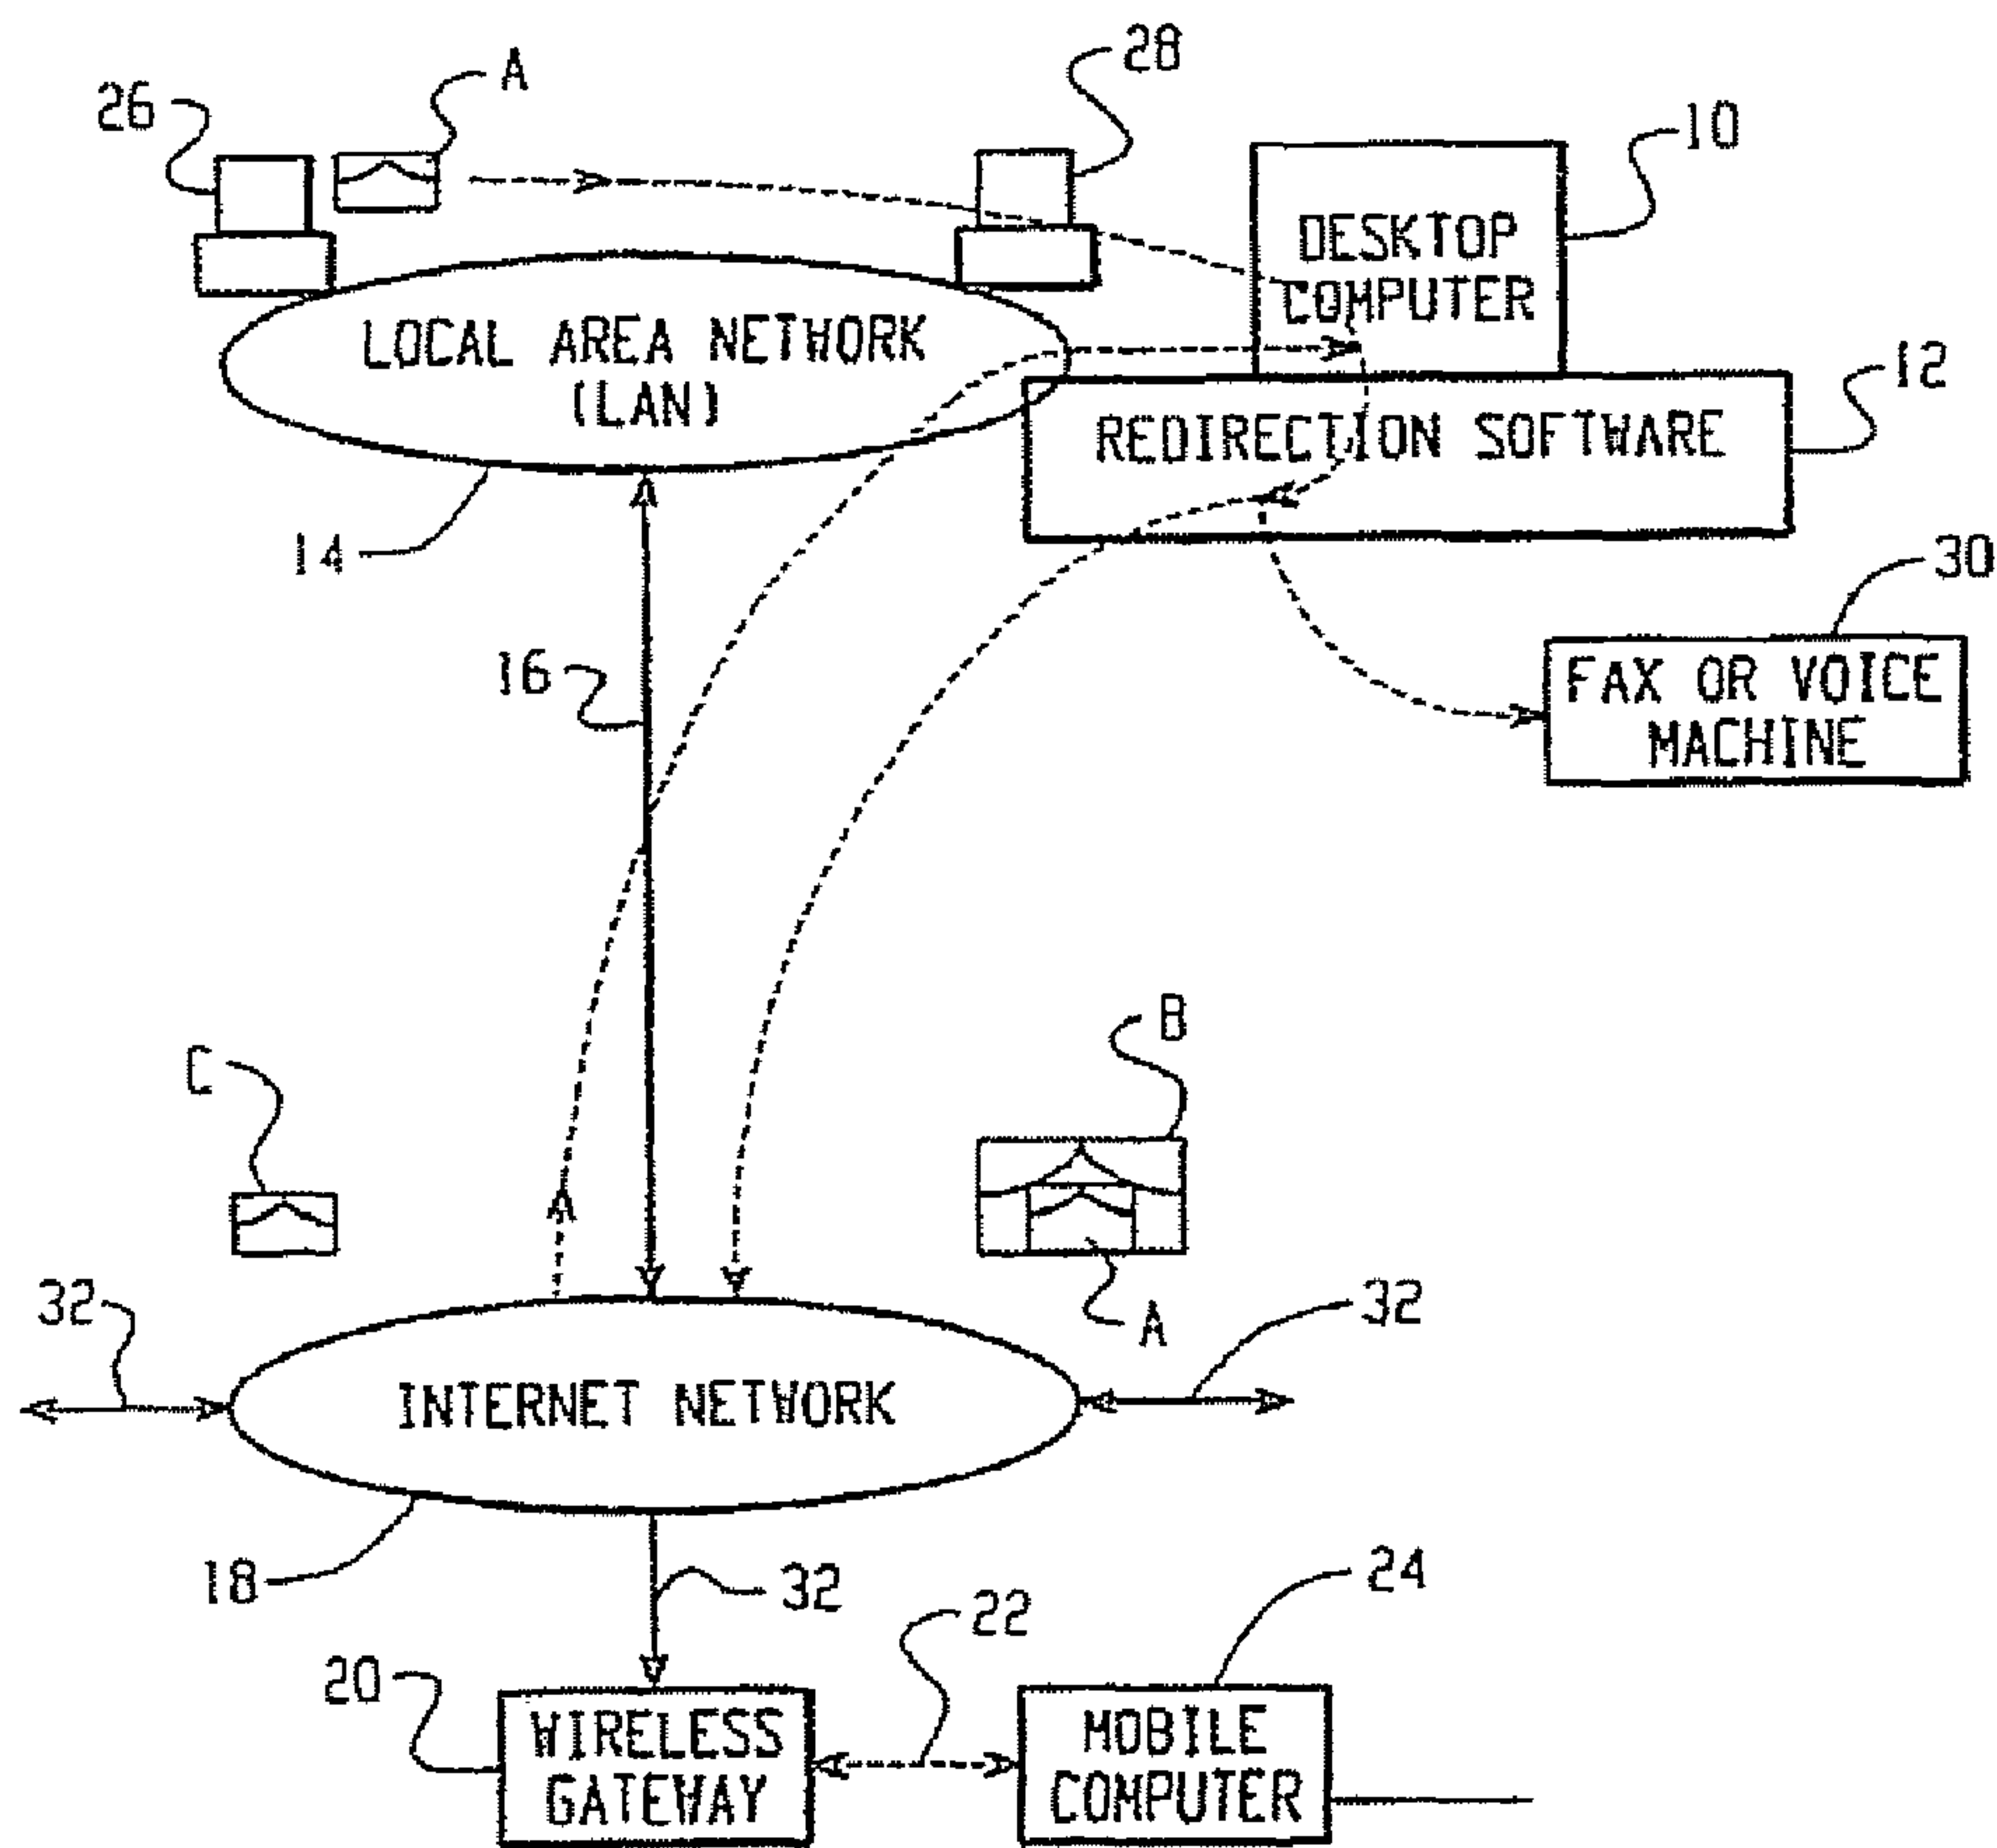 A
28
26
10
DESKTOP
COMPUTER
LOCAL AREA NETWORK
(LAN)
12
REDIRECTION SOFTWARE
14
30
16
FAX OR VOICE
MACHINE
B
C
32
A
32
INTERNET NETWORK
18
32
22
24
20
WIRELESS
GATEWAY
MOBILE
COMPUTER